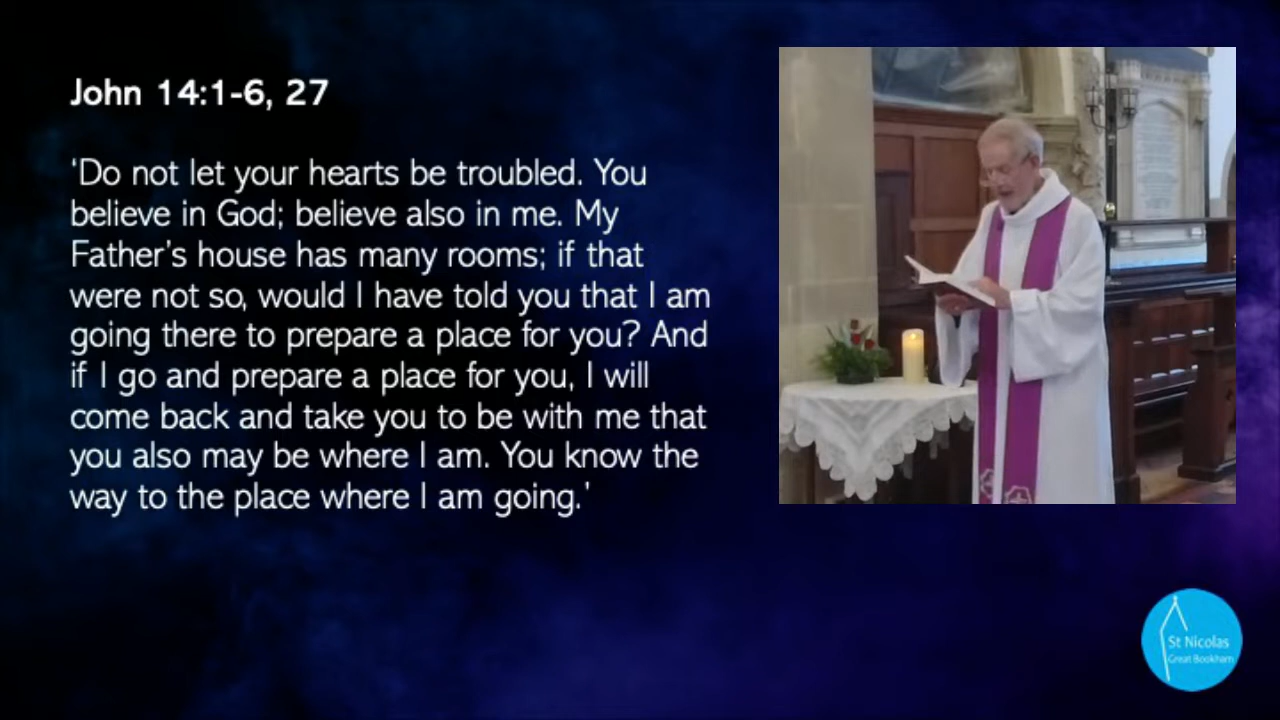 John 14:1-6, 27
‘Do not let your hearts be troubled. You
believe in God; believe also in me. My
Father’s house has many rooms; if that
were not so, would I have told you that I am
going there to prepare a place for you? And
if I go and prepare a place for you, I will
come back and take you to be with me that
you also may be where I am. You know the
way to the place where I am going.’
St Nicolas
Great Bookham